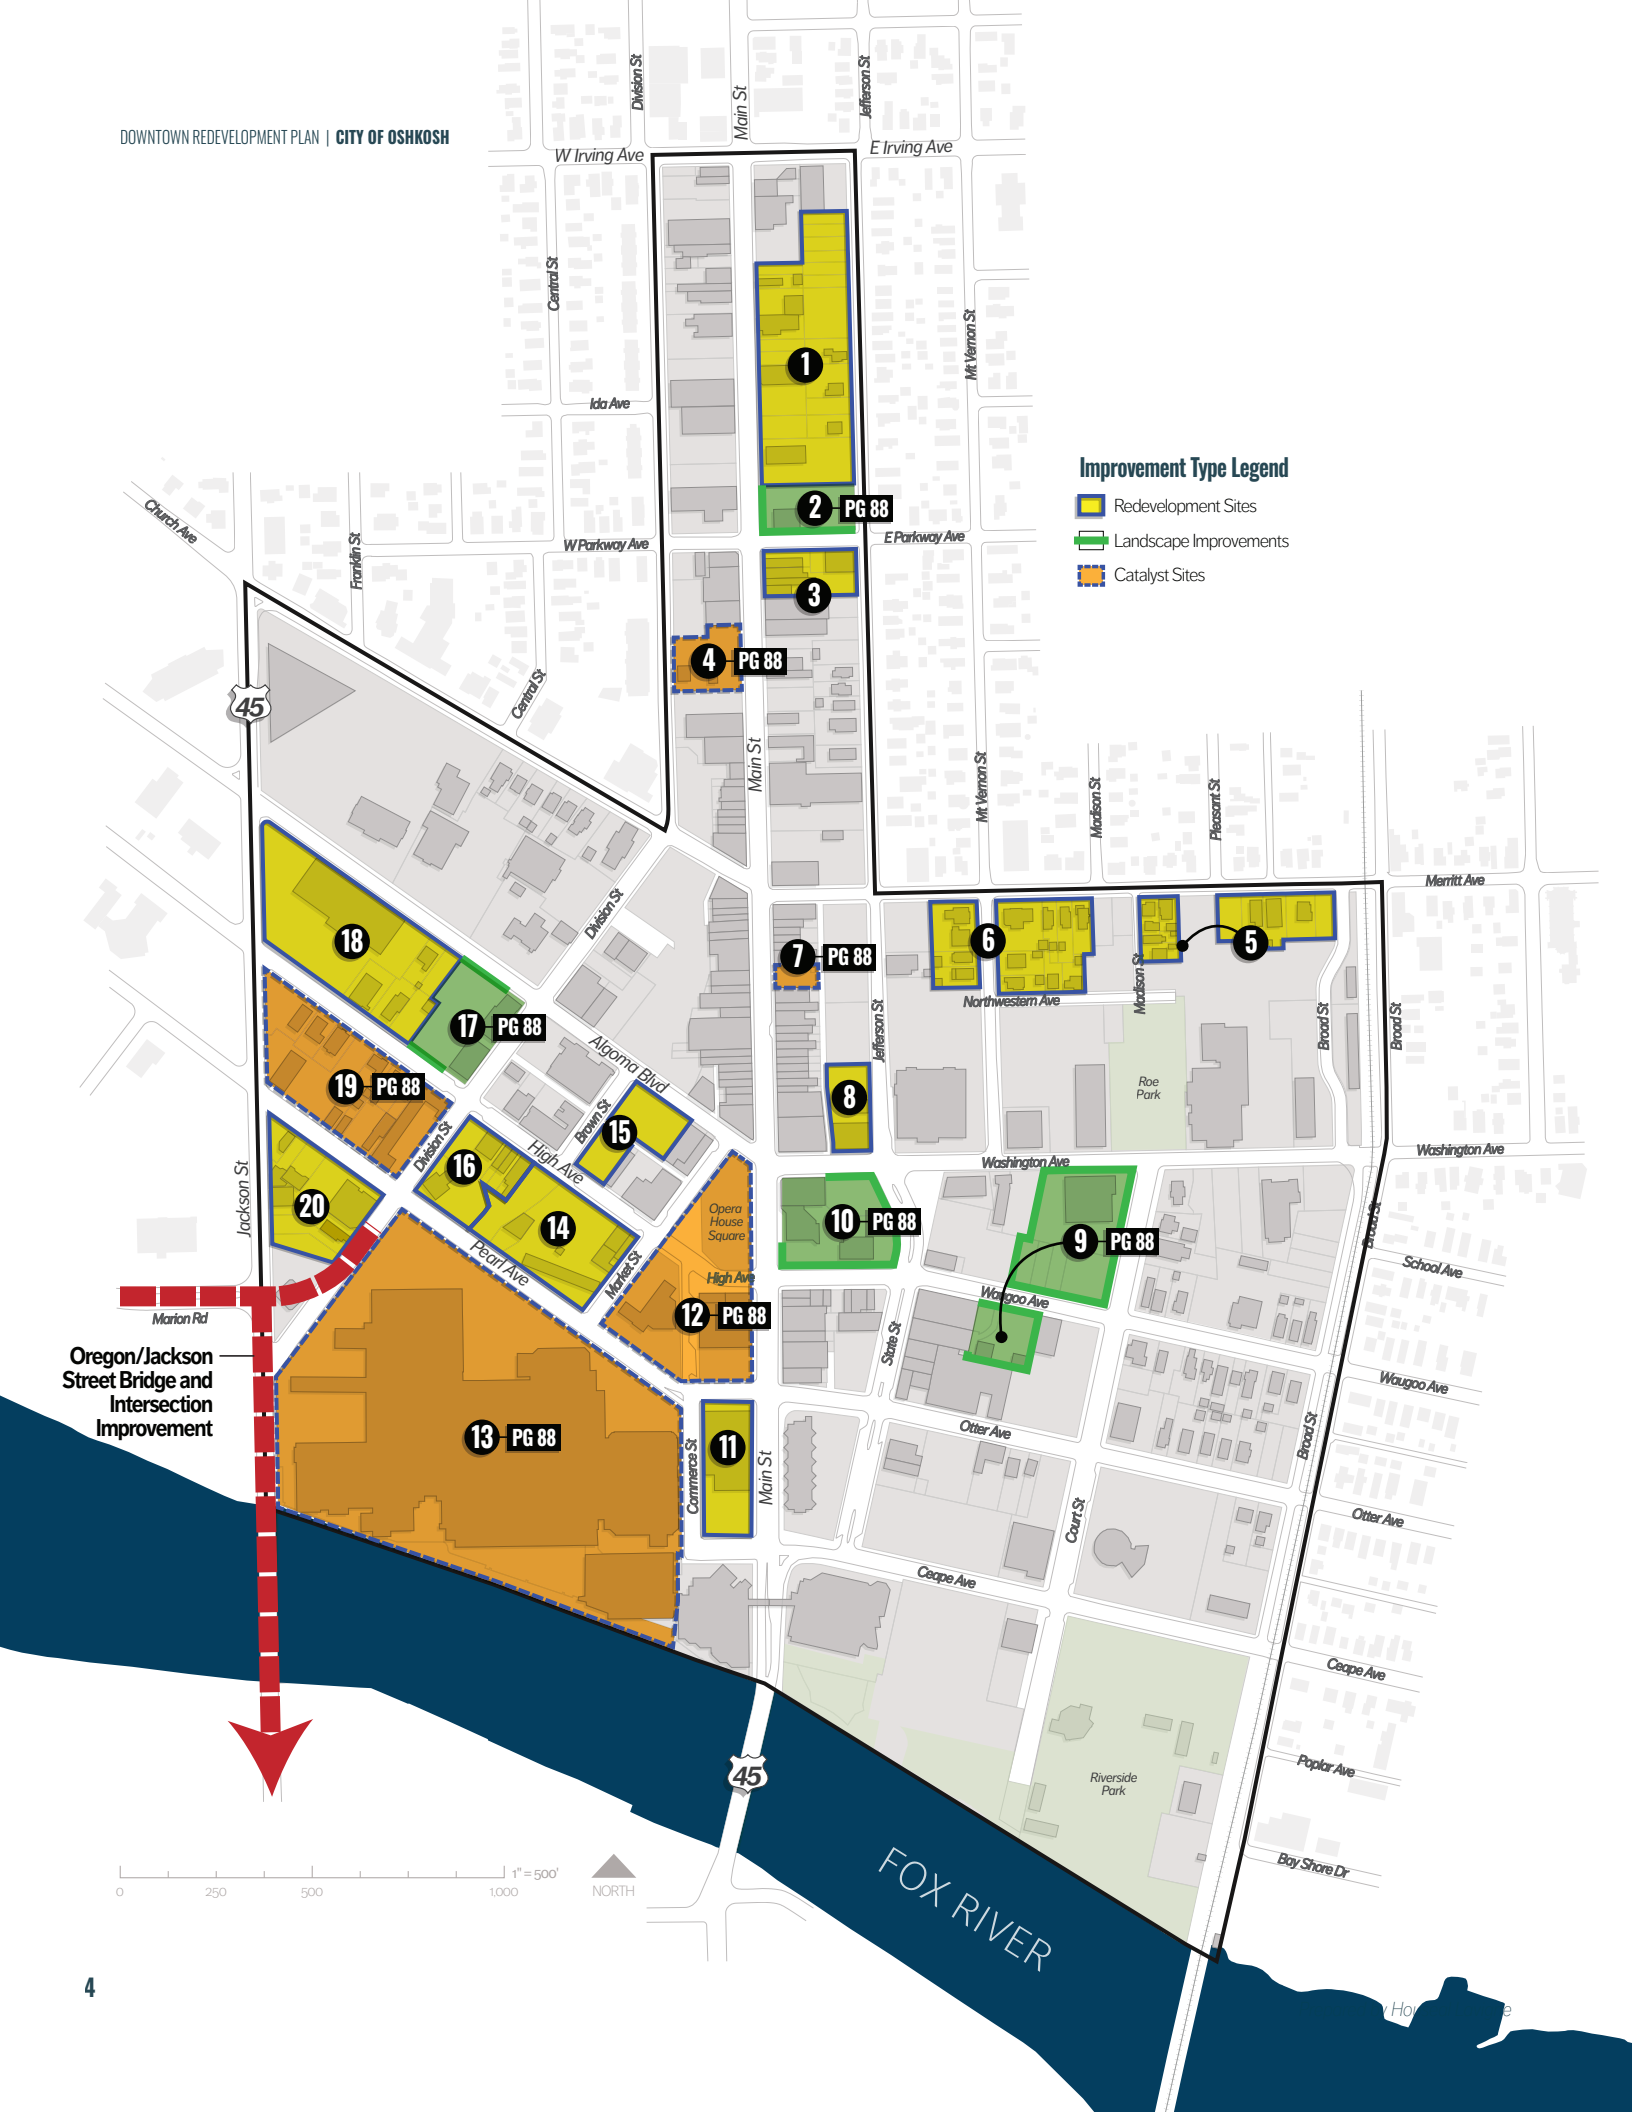 DOWNTOWN REDEVELOPMENT PLAN | CITY OF OSHKOSH
Division St
Main St
Jefferson St
W Irving Ave
E Irving Ave
Central St
Mt Vernon St
1
Ida Ave
Improvement Type Legend
Redevelopment Sites
Landscape Improvements
Catalyst Sites
Church Ave
Franklin St
W Parkway Ave
2 PG 88
E Parkway Ave
3
4 PG 88
Central St
45
Main St
Mt Vernon St
Madison St
Pleasant St
Merritt Ave
Division St
18
7 PG 88
6
5
Madison St
Northwestern Ave
Jefferson St
Broad St
Broad St
17 PG 88
Algoma Blvd
19 PG 88
Roe
Park
8
Brown St
15
Division St
High Ave
16
Washington Ave
Washington Ave
Jackson St
20
14
Opera
House
Square
10 PG 88
9 PG 88
Broad St
Pearl Ave
Market St
High Ave
School Ave
Waugoo Ave
12 PG 88
Marion Rd
State St
Oregon/Jackson
Street Bridge and
Intersection
Improvement
Waugoo Ave
13 PG 88
11
Commerce St
Main St
Otter Ave
Broad St
Court St
Otter Ave
Ceape Ave
Ceape Ave
Riverside
Park
Poplar Ave
45
Bay Shore Dr
FOX RIVER
1" = 500'
0 250 500 1,000
NORTH
4